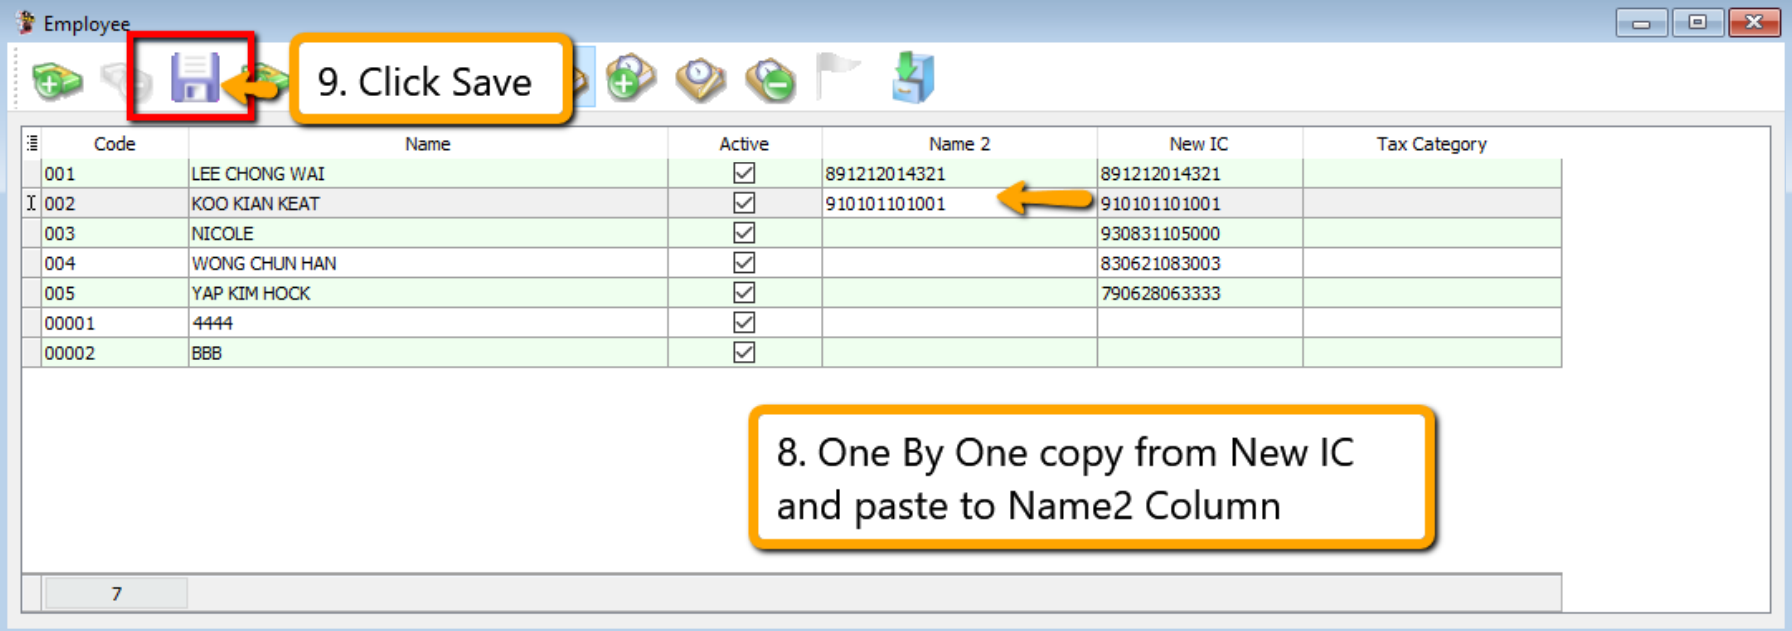 Employee
9. Click Save
Code Name Active Name 2 New IC Tax Category
001 LEE CHONG WAI 891212014321 891212014321
002 KOO KIAN KEAT 910101101001 910101101001
003 NICOLE 930831105000
004 WONG CHUN HAN 830621083003
005 YAP KIM HOCK 790628063333
00001 4444
00002 BBB
8. One By One copy from New IC
and paste to Name2 Column
7